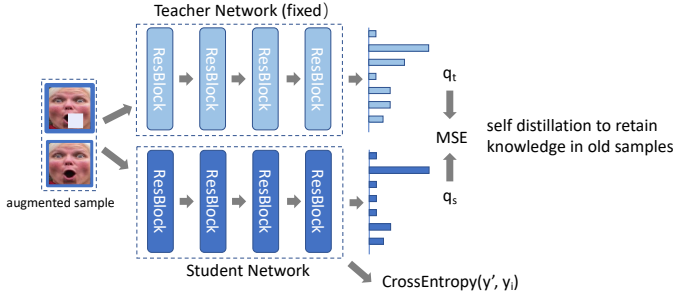 Teacher Network (fixed)
ResBlock
ResBlock
ResBlock
ResBlock
qt
MSE
self distillation to retain
knowledge in old samples
augmented sample
ResBlock
ResBlock
ResBlock
ResBlock
qs
Student Network
CrossEntropy(y', yi)